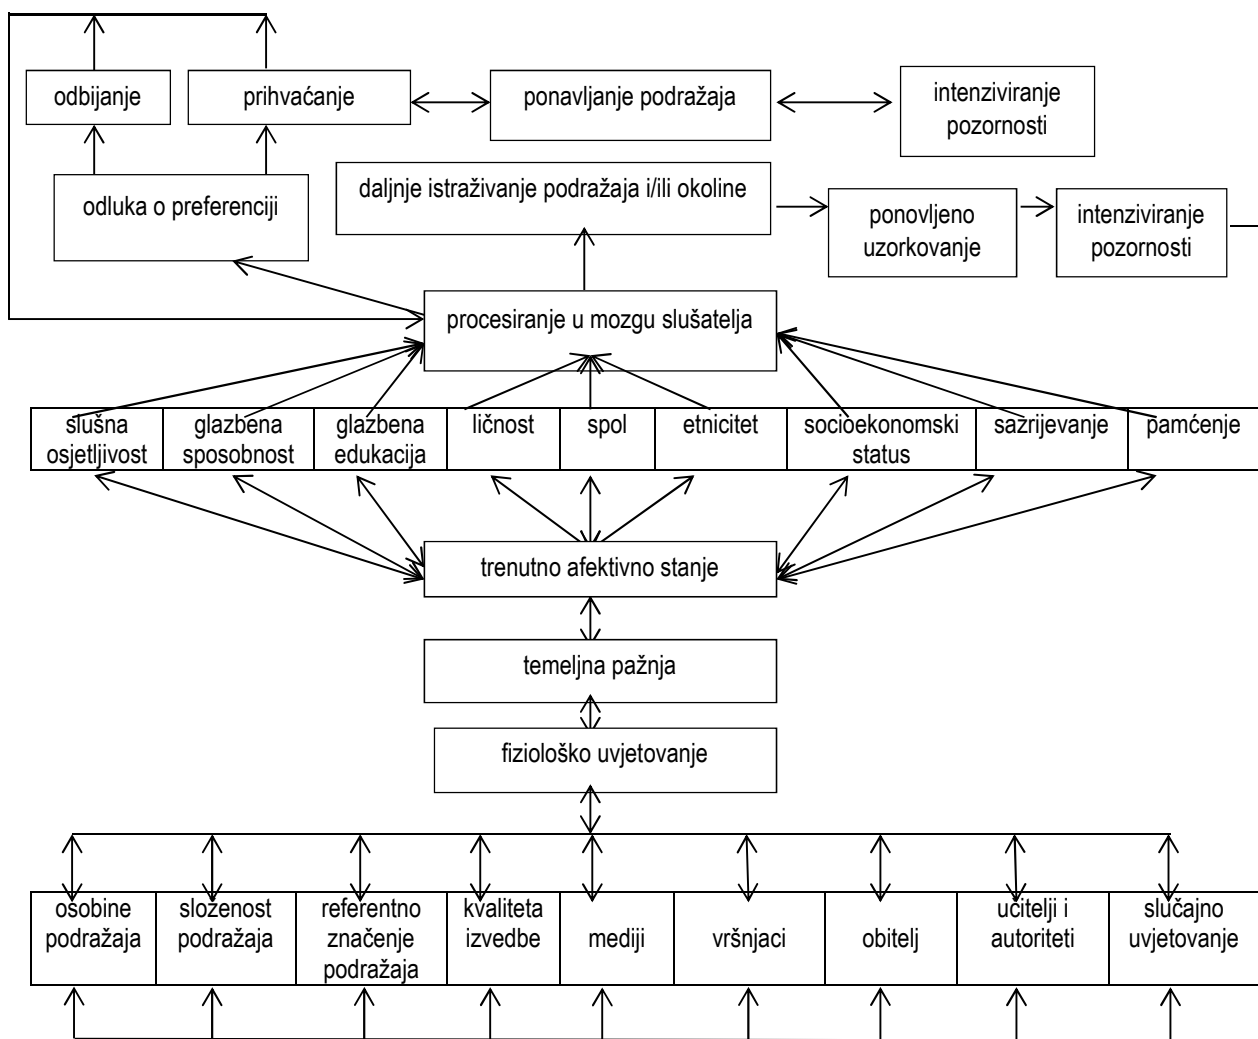 odbijanje
prihvaćanje
ponavljanje podražaja
intenziviranje
pozornosti
odluka o preferenciji
daljnje istraživanje podražaja i/ili okoline
ponovljeno
uzorkovanje
intenziviranje
pozornosti
procesiranje u mozgu slušatelja
slušna
osjetljivost
glazbena
sposobnost
glazbena
edukacija
ličnost
spol
etnicitet
socioekonomski
status
sazrijevanje
pamćenje
trenutno afektivno stanje
temeljna pažnja
fiziološko uvjetovanje
osobine
podražaja
složenost
podražaja
referentno
značenje
podražaja
kvaliteta
izvedbe
mediji
vršnjaci
obitelj
učitelji i
autoriteti
slučajno
uvjetovanje